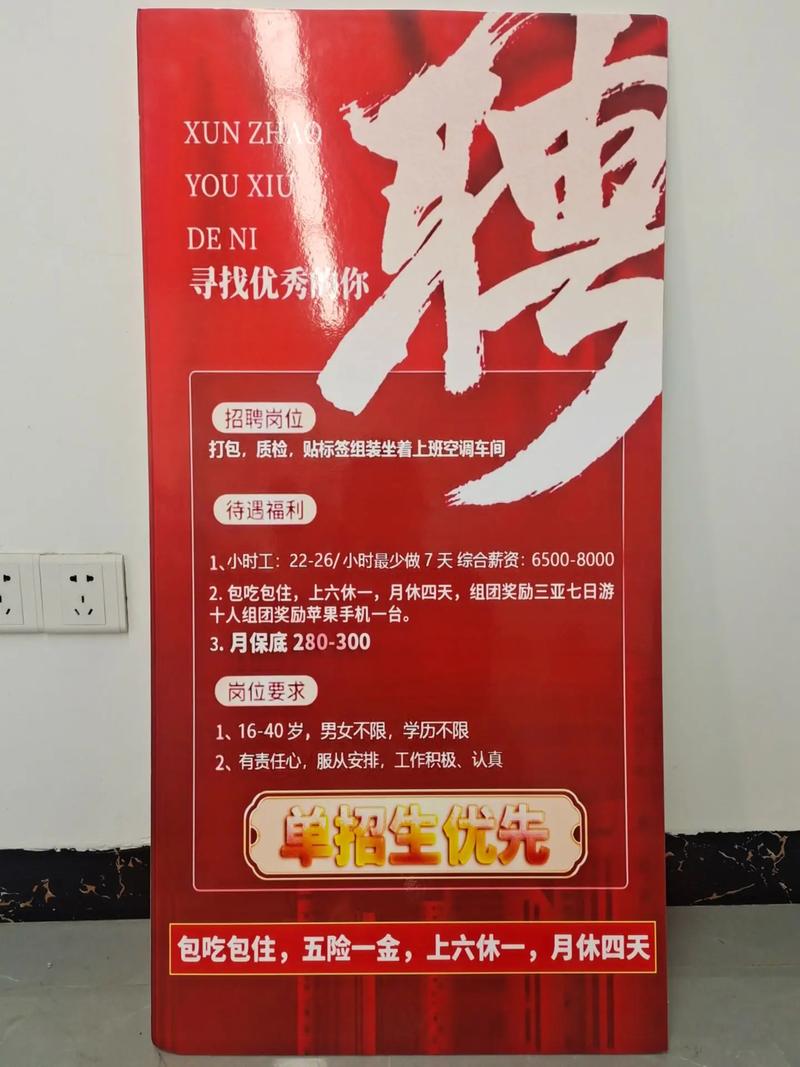 聘
XUN ZHAO
YOU XIU
DE NI
寻找优秀的你
招聘岗位
打包，质检，贴标签组装坐着上班空调车间
待遇福利
1、小时工：22-26/小时最少做7天 综合薪资：6500-8000
2. 包吃包住，上六休一，月休四天，组团奖励三亚七日游
十人组团奖励苹果手机一台。
3. 月保底 280-300
岗位要求
1、16-40岁，男女不限，学历不限
2、有责任心，服从安排，工作积极、认真
单招生优先
包吃包住，五险一金，上六休一，月休四天